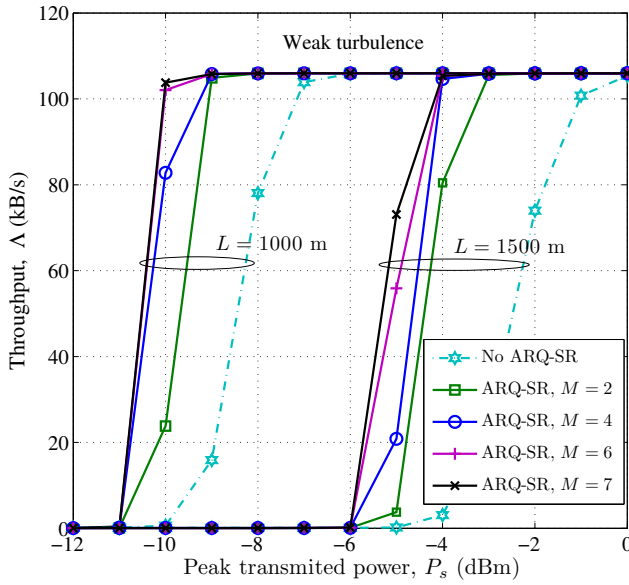 120
100
80
60
40
20
0
Throughput, Λ (kB/s)
Weak turbulence
L = 1000 m
L = 1500 m
No ARQ-SR
ARQ-SR, M = 2
ARQ-SR, M = 4
ARQ-SR, M = 6
ARQ-SR, M = 7
-12 -10 -8 -6 -4 -2 0
Peak transmited power, Ps (dBm)